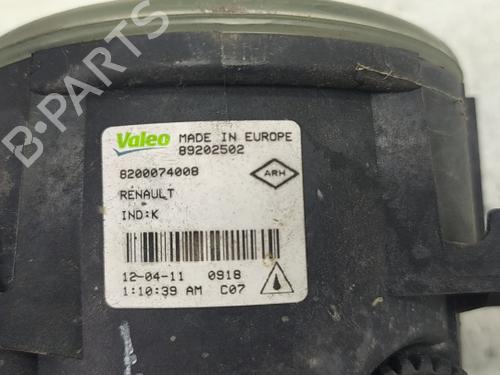 B-PARTS
Valeo MADE IN EUROPE
89202502
8200074008
ARH
RENAULT
IND:K
12-04-11 0918
1:10:39 AM C07